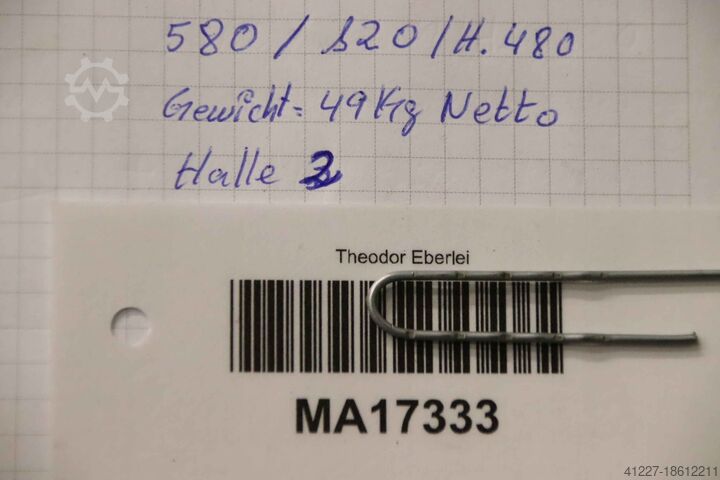 580 / 520 / H. 480
Gewicht = 49 Kg Netto
Halle 3
Theodor Eberlei
MA17333
41227-18612211